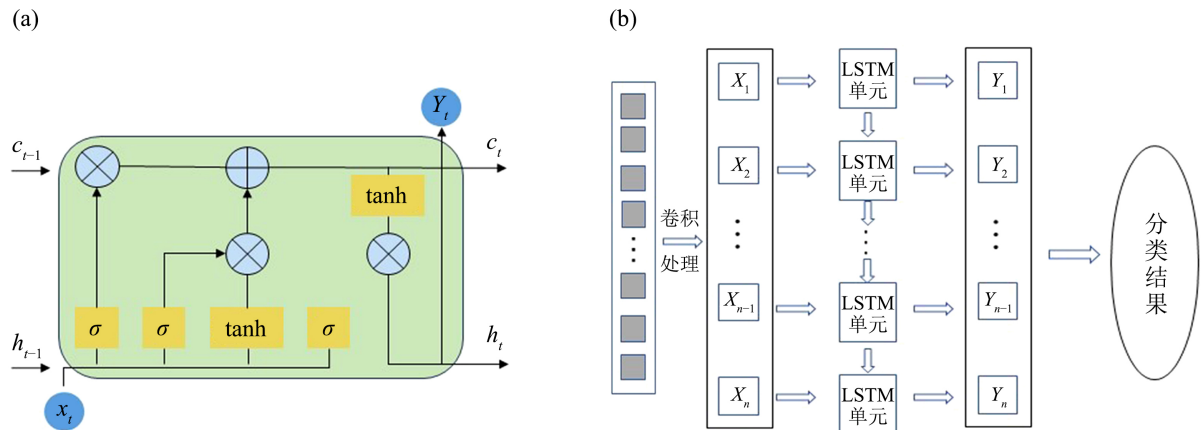 (a)
Y_t
c_{t−1}
c_t
tanh
σ
σ
tanh
σ
h_{t−1}
h_t
x_t
(b)
卷积
处理
X_1
X_2
X_{n−1}
X_n
LSTM
单元
LSTM
单元
LSTM
单元
LSTM
单元
Y_1
Y_2
Y_{n−1}
Y_n
分类结果